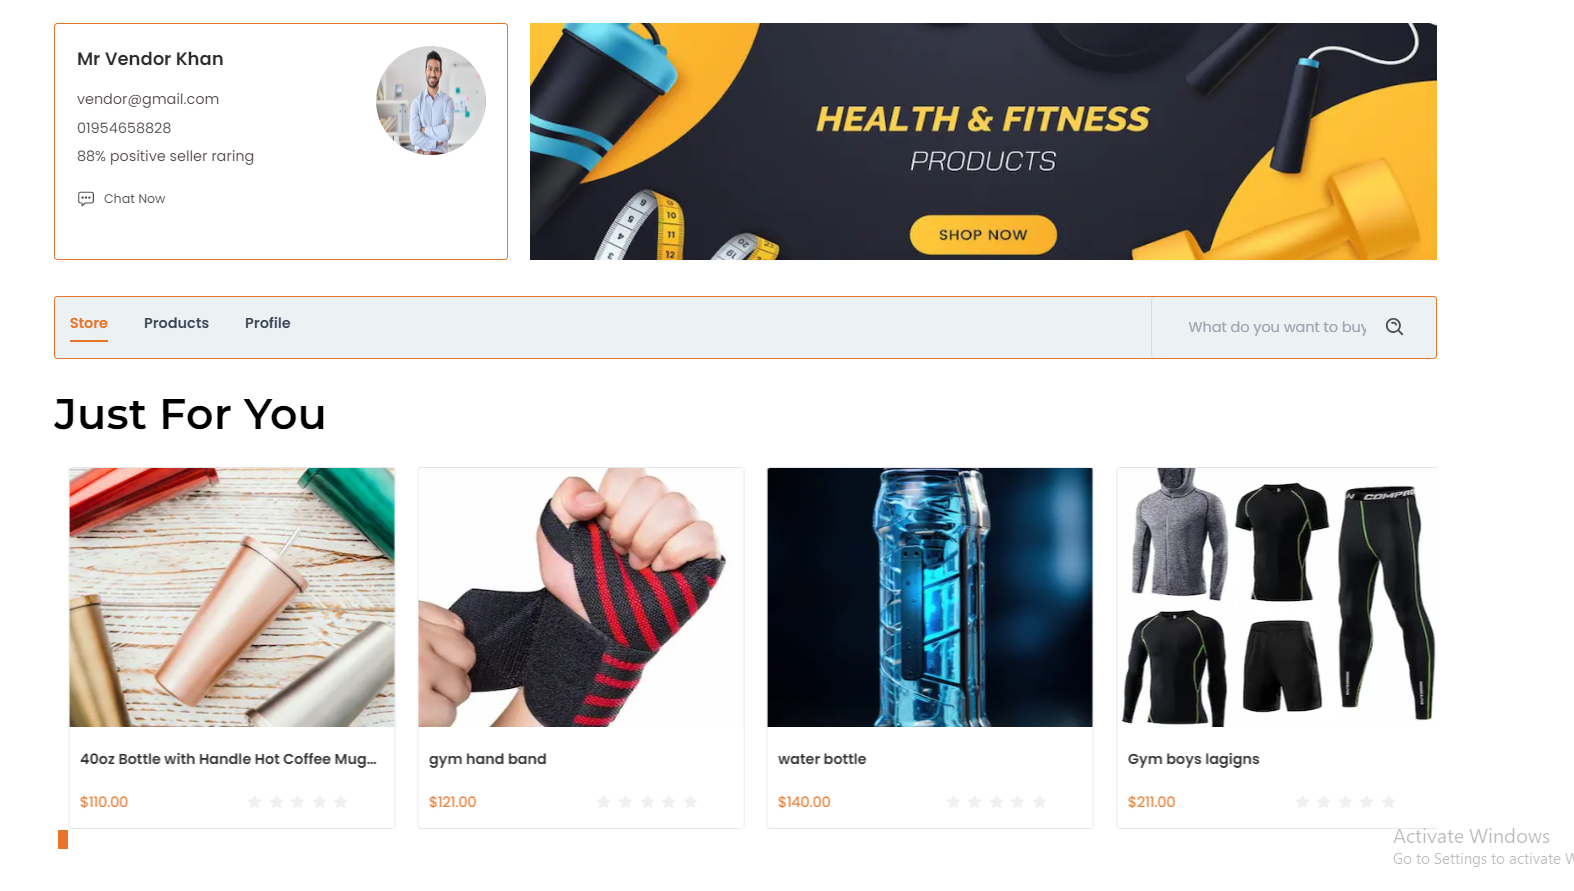 Mr Vendor Khan
vendor@gmail.com
01954658828
88% positive seller raring
Chat Now
HEALTH & FITNESS
PRODUCTS
SHOP NOW
Store Products Profile
What do you want to buy
Just For You
40oz Bottle with Handle Hot Coffee Mug...
$110.00
gym hand band
$121.00
water bottle
$140.00
Gym boys lagigns
$211.00
Activate Windows
Go to Settings to activate W